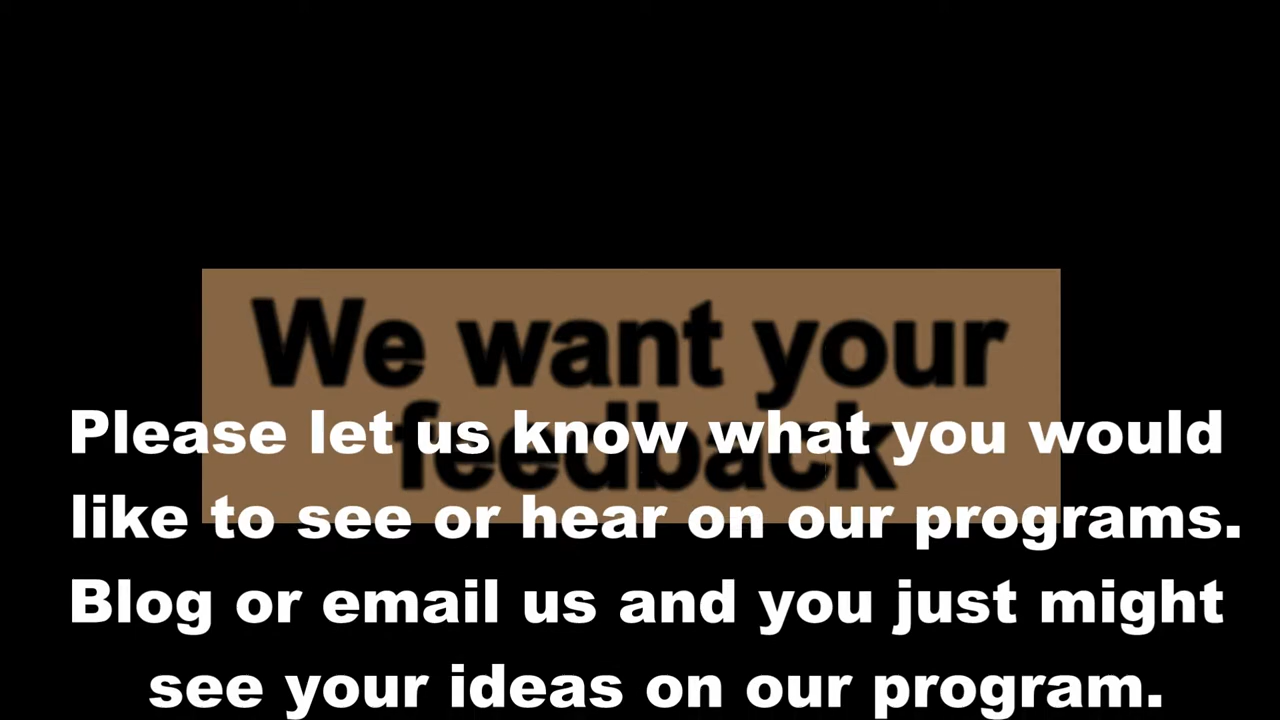 We want your
feedback
Please let us know what you would
like to see or hear on our programs.
Blog or email us and you just might
see your ideas on our program.